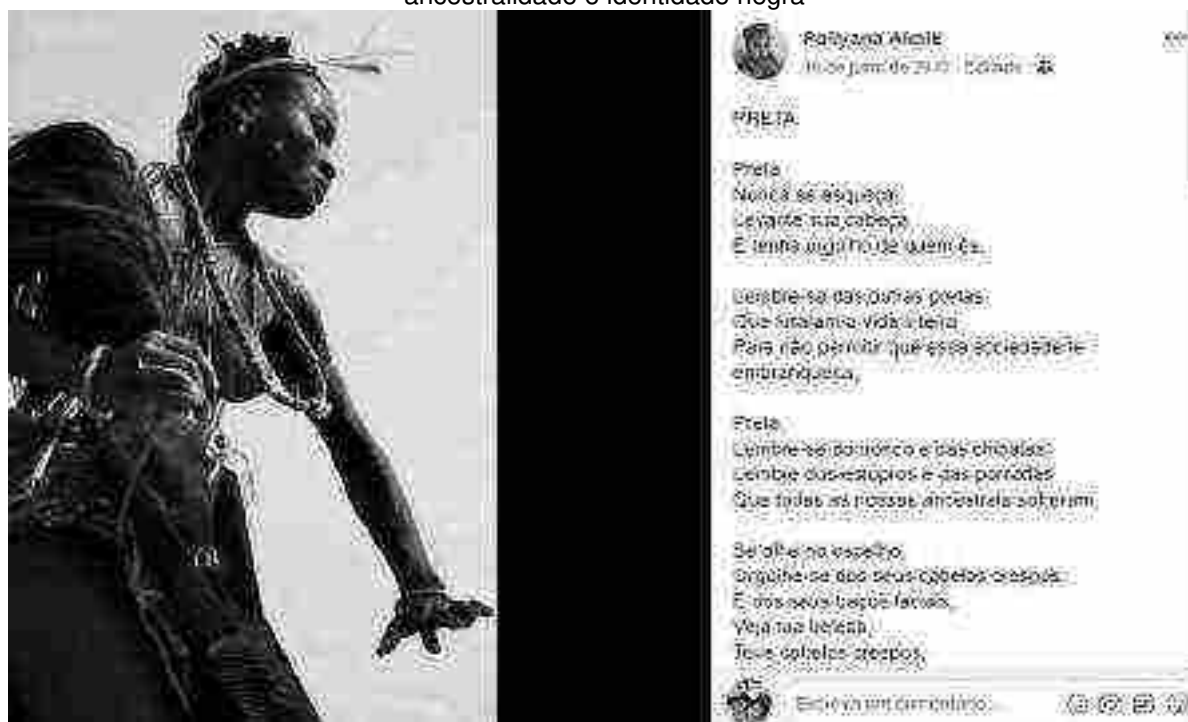 ancestralidade e identidade negra
PRETA
Preta
Nunca se esqueça
Levante sua cabeça
E tenha orgulho de quem és.
Lembre-se das outras pretas
Que lutaram a vida inteira
Para não permitir que essa sociedade te
embranqueça,
Preta
Lembre-se do tronco e das chibatas
Lembre dos estupros e das porradas
Que todas as nossas ancestrais sofreram,
Se olhe no espelho
Orgulhe-se dos seus cabelos crespos,
E dos seus traços faciais,
Veja tua beleza,
Teus cabelos crespos,
Escreva um comentário...